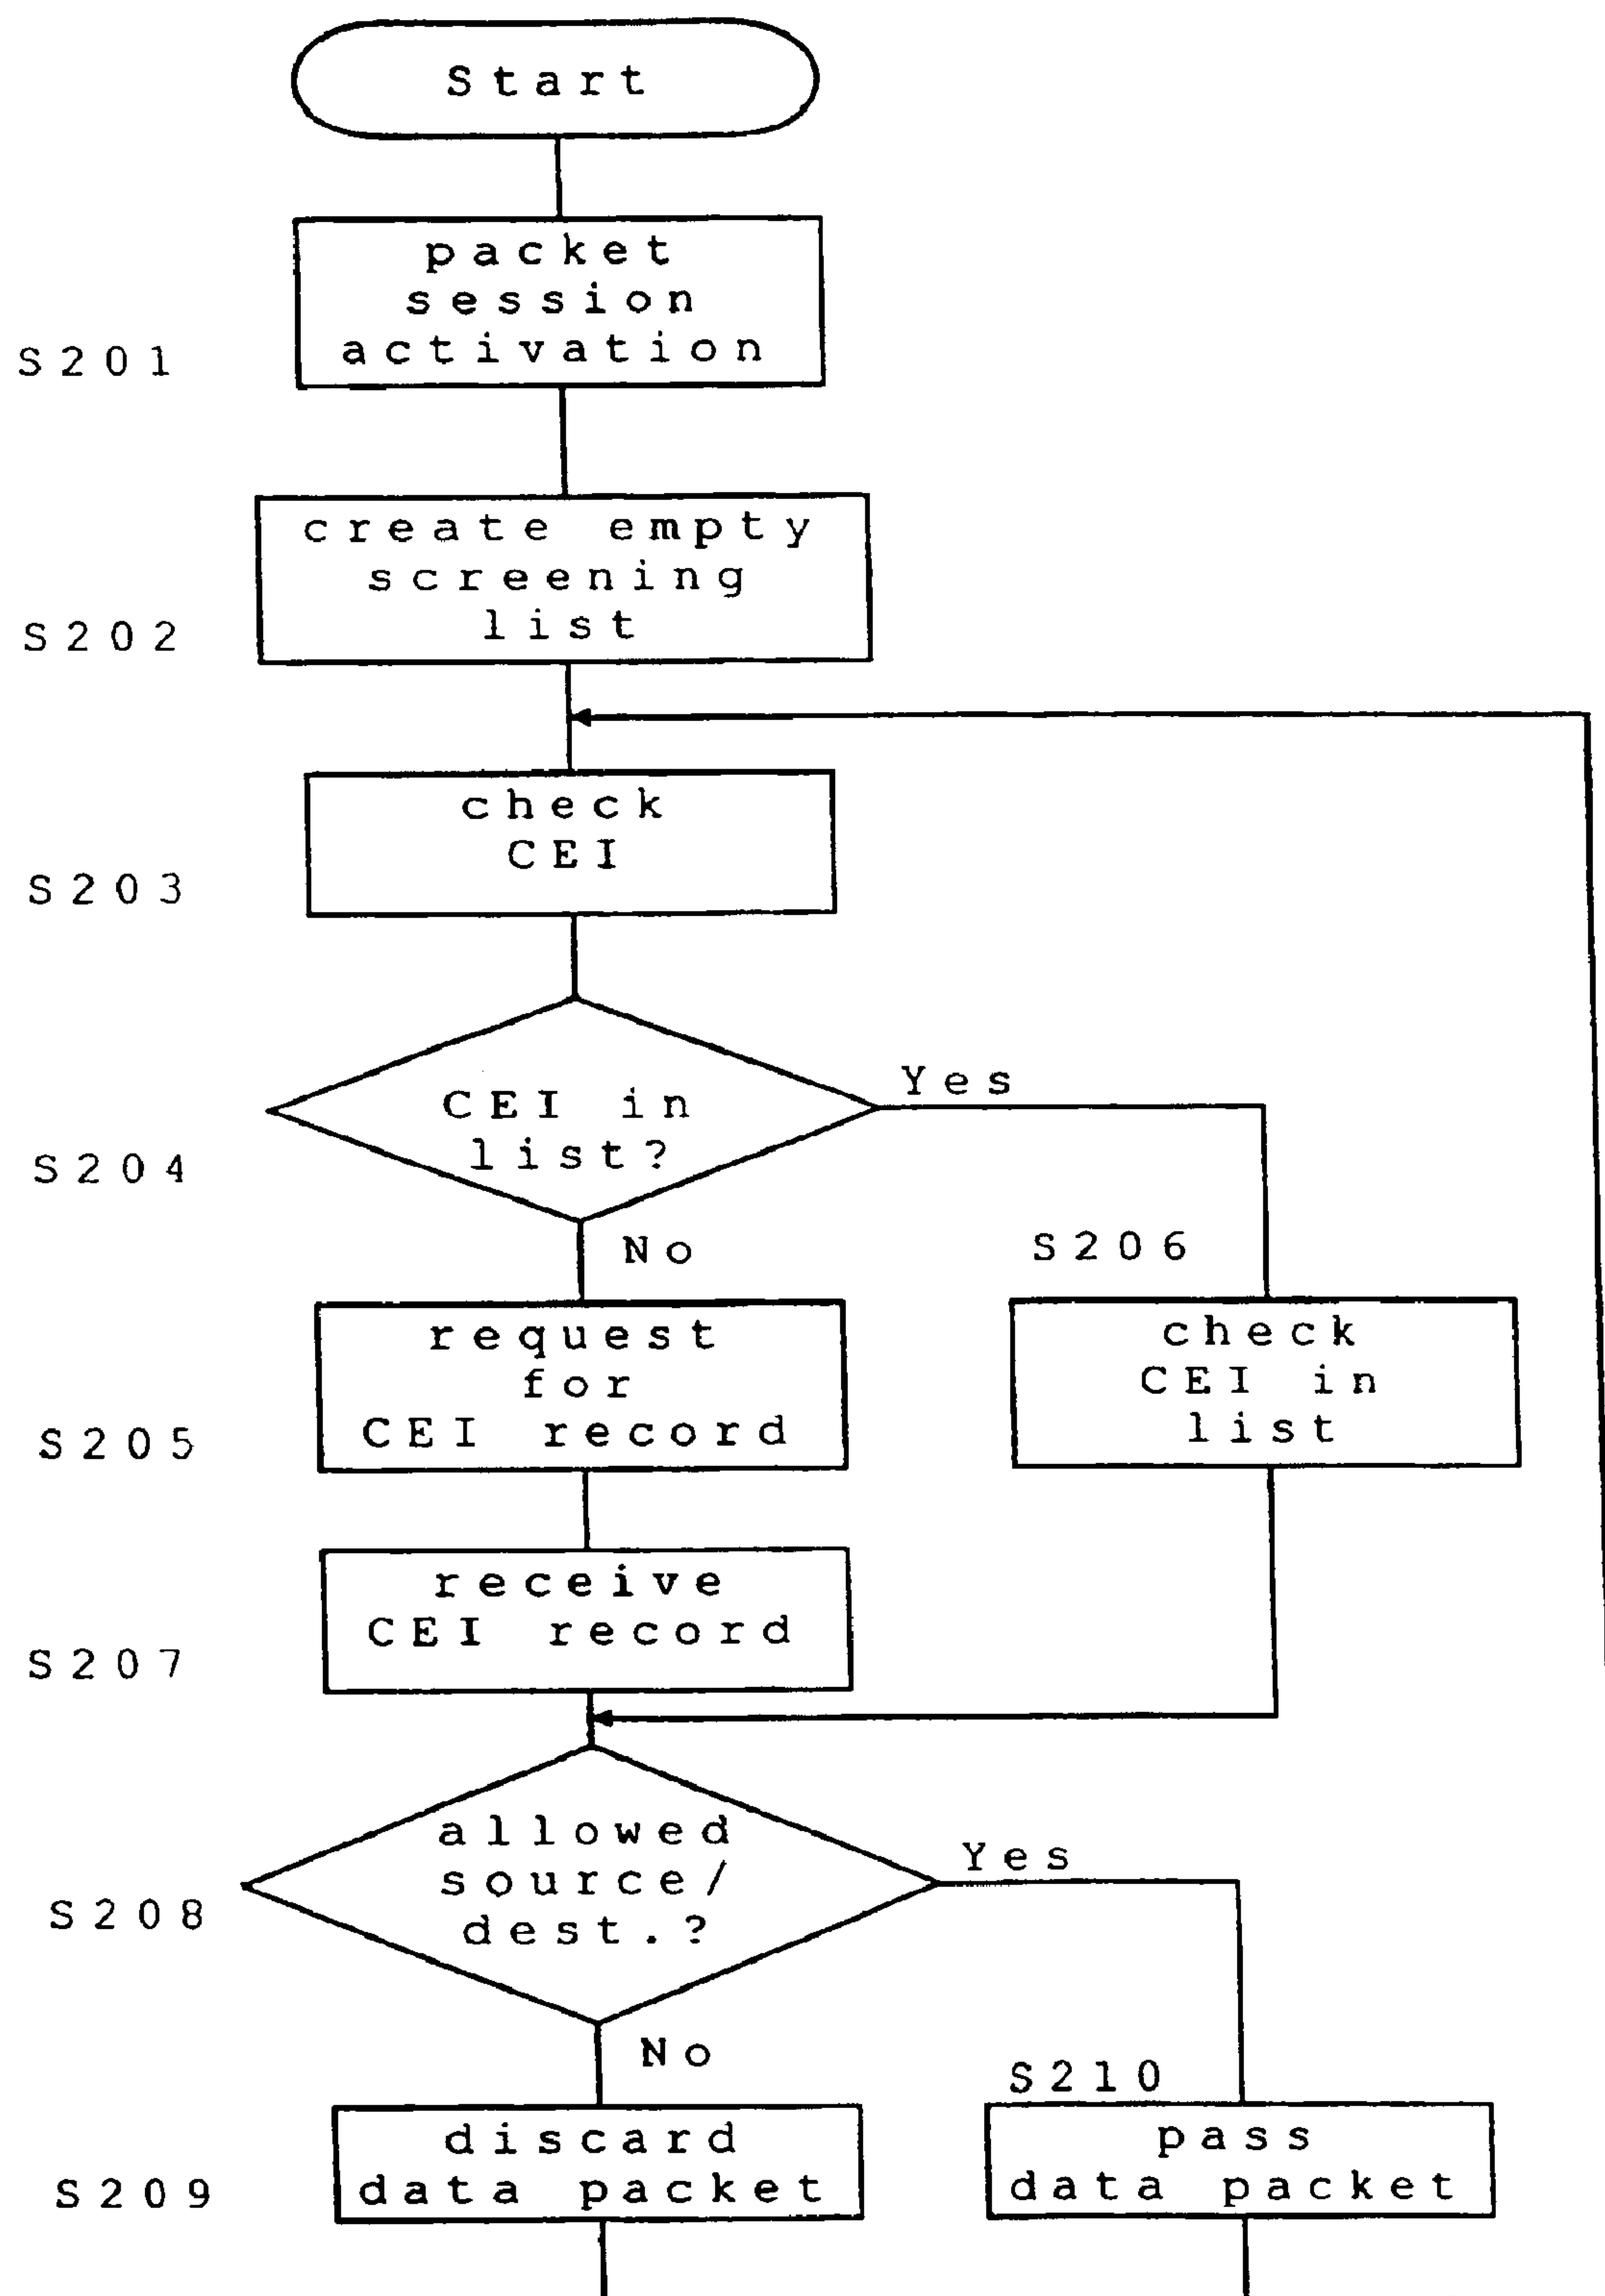 Start
packet
session
activation
S201
create empty
screening
list
S202
check
CEI
S203
CEI in
list?
Yes
S204
No
S206
request
for
CEI record
S205
check
CEI in
list
receive
CEI record
S207
allowed
source/
dest.?
Yes
S208
No
S210
discard
data packet
S209
pass
data packet